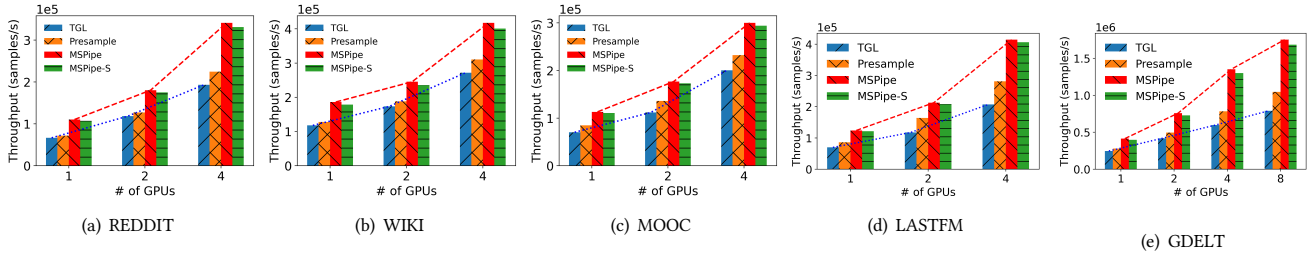 1e5
Throughput (samples/s)
3
2
1
0
TGL
Presample
MSPipe
MSPipe-S
1 2 4
# of GPUs
(a) REDDIT
1e5
Throughput (samples/s)
4
3
2
1
0
TGL
Presample
MSPipe
MSPipe-S
1 2 4
# of GPUs
(b) WIKI
1e5
Throughput (samples/s)
3
2
1
0
TGL
Presample
MSPipe
MSPipe-S
1 2 4
# of GPUs
(c) MOOC
1e5
Throughput (samples/s)
4
3
2
1
0
TGL
Presample
MSPipe
MSPipe-S
1 2 4
# of GPUs
(d) LASTFM
1e6
Throughput (samples/s)
1.5
1.0
0.5
0.0
TGL
Presample
MSPipe
MSPipe-S
1 2 4 8
# of GPUs
(e) GDELT